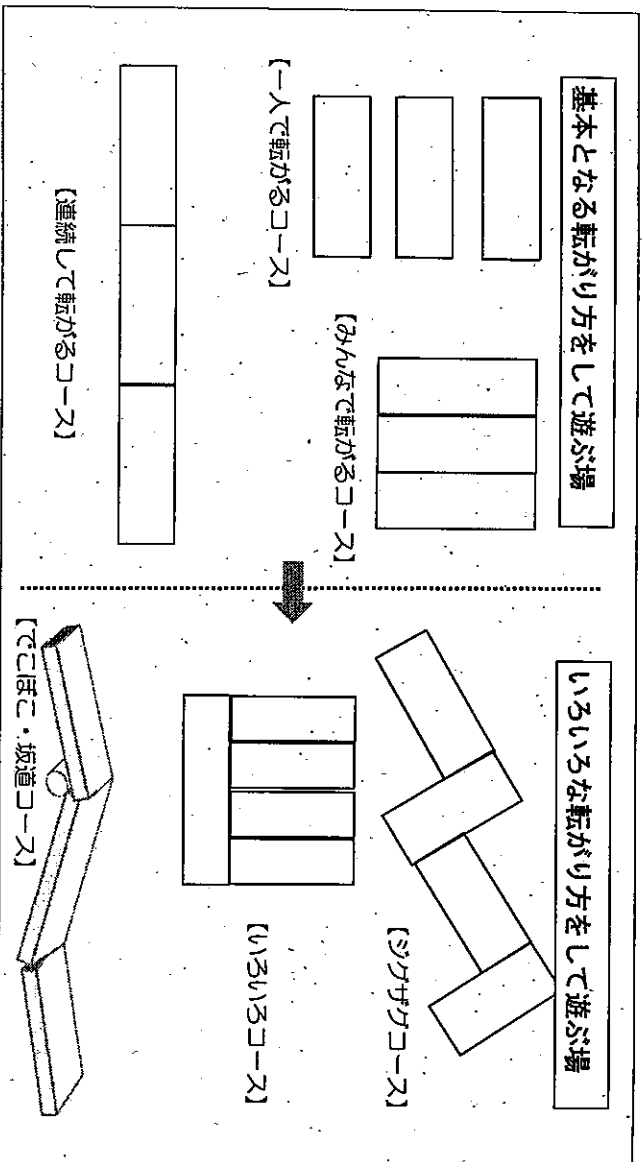 基本となる転がり方をして遊ぶ場
【一人で転がるコース】
【みんなで転がるコース】
【連続して転がるコース】
いろいろな転がり方をして遊ぶ場
【ジグザグコース】
【いろいろコース】
【でこぼこ・坂道コース】